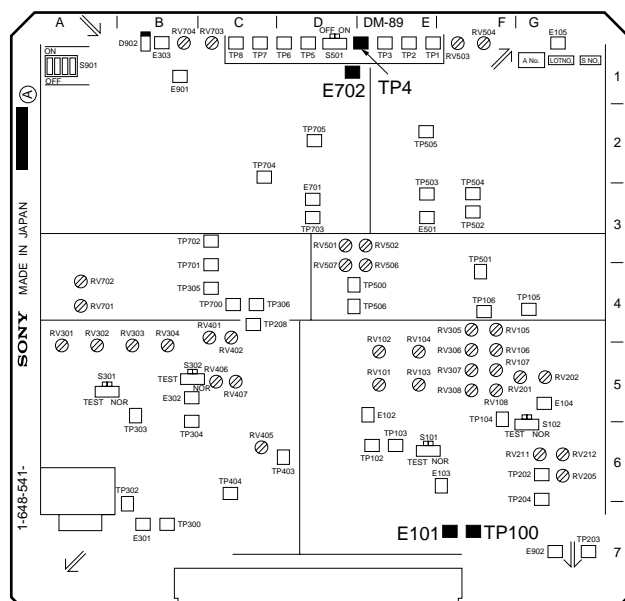 A B C D DM-89 E F G
D902 E303 RV704 RV703 TP8 TP7 TP6 TP5 OFF ON S501 TP3 TP2 TP1 RV503 RV504 E105
ON S901 OFF
A No. LOTNO. S NO.
E901 E702 TP4
1
A
TP705 TP505
2
TP704
E701 TP503 TP504
TP703 E501 TP502
3
TP702 RV501 RV502
TP701 RV507 RV506 TP501
RV702 TP305 TP500
RV701 TP700 TP306 TP506 TP106 TP105
4
TP208
RV301 RV302 RV303 RV304 RV401 RV402 RV102 RV104 RV305 RV105
RV306 RV106
S301 S302 TEST NOR RV406 RV407 RV101 RV103 RV307 RV107 RV202
RV308 RV201
5
TEST NOR E302 RV108 E104
TP303 TP304 E102 TP104 S102
TEST NOR
RV405 TP102 TP103 S101 RV211 RV212
TEST NOR
TP403 TP202 RV205
TP404 E103
6
TP302 TP204
E301 TP300 E101 TP100
E902 TP203
7
SONY MADE IN JAPAN
1-648-541-